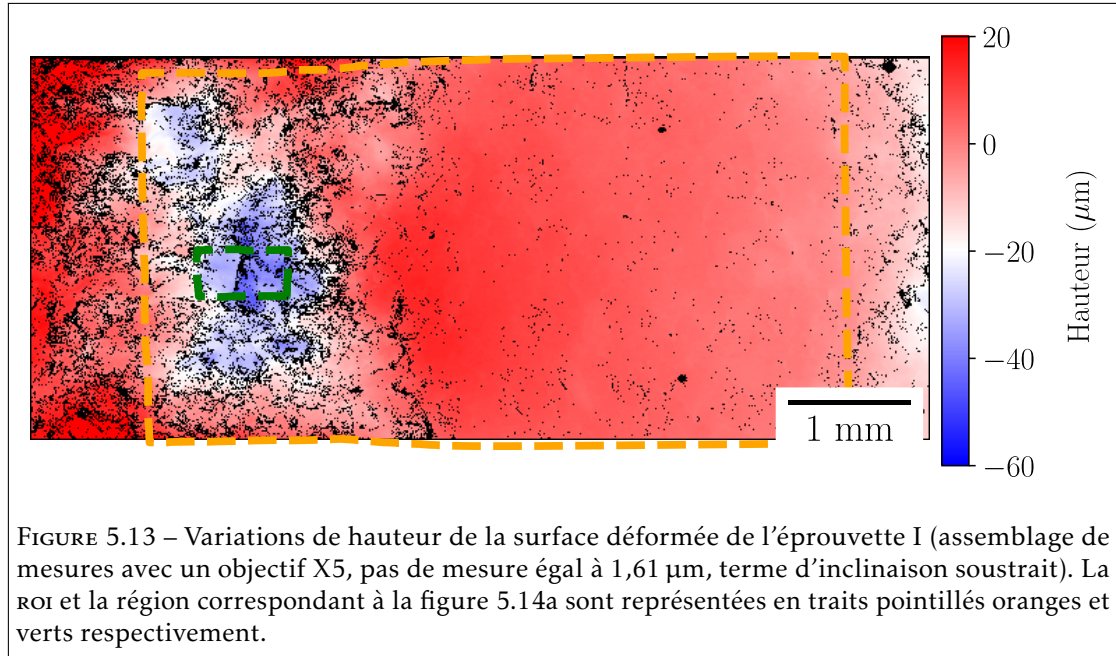 20
0
−20
−40
−60
Hauteur (µm)
1 mm
FIGURE 5.13 – Variations de hauteur de la surface déformée de l'éprouvette I (assemblage de
mesures avec un objectif X5, pas de mesure égal à 1,61 µm, terme d'inclinaison soustrait). La
ROI et la région correspondant à la figure 5.14a sont représentées en traits pointillés oranges et
verts respectivement.